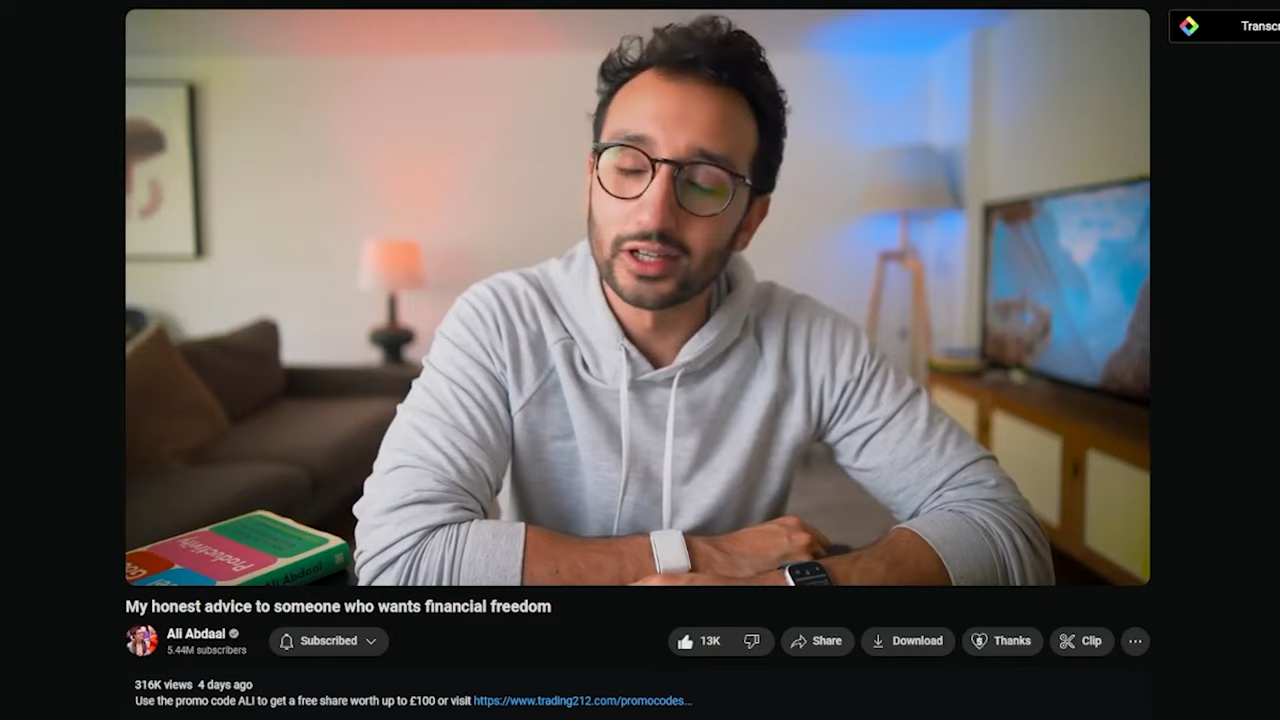 Transcr
Productivity
Ali Abdaal
My honest advice to someone who wants financial freedom
Ali Abdaal
5.44M subscribers
Subscribed
13K
Share
Download
Thanks
Clip
316K views 4 days ago
Use the promo code ALI to get a free share worth up to £100 or visit https://www.trading212.com/promocodes...